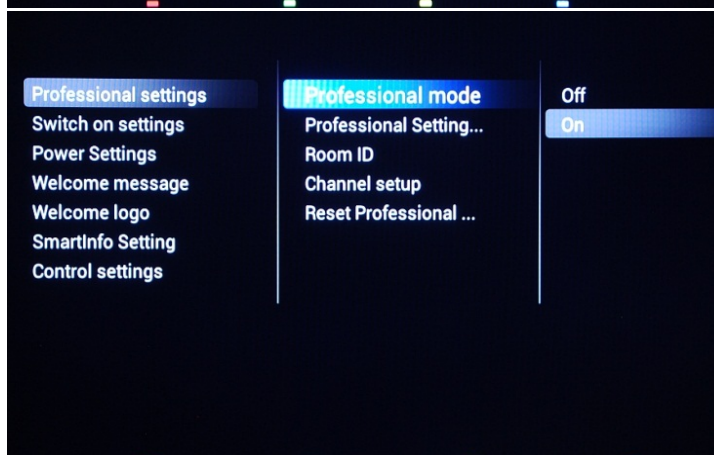 Professional settings
Switch on settings
Power Settings
Welcome message
Welcome logo
SmartInfo Setting
Control settings
Professional mode
Professional Setting...
Room ID
Channel setup
Reset Professional ...
Off
On